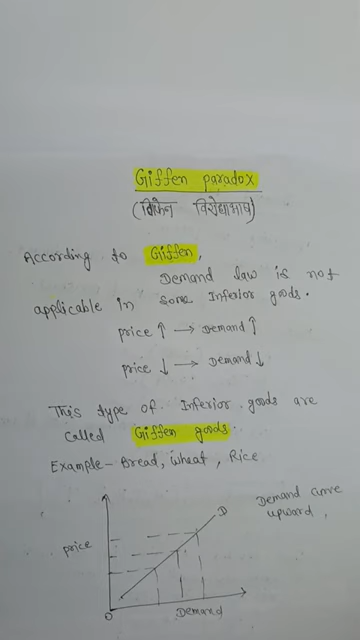 Giffen paradox
(गिफेन विरोधाभाष)
According to Giffen,
Demand law is not
applicable in some Inferior goods.
price ↑ → Demand ↑
price ↓ → Demand ↓
This type of Inferior goods are
called Giffen goods.
Example - Bread, Wheat, Rice
D
Demand curve
upward,
price
O
Demand